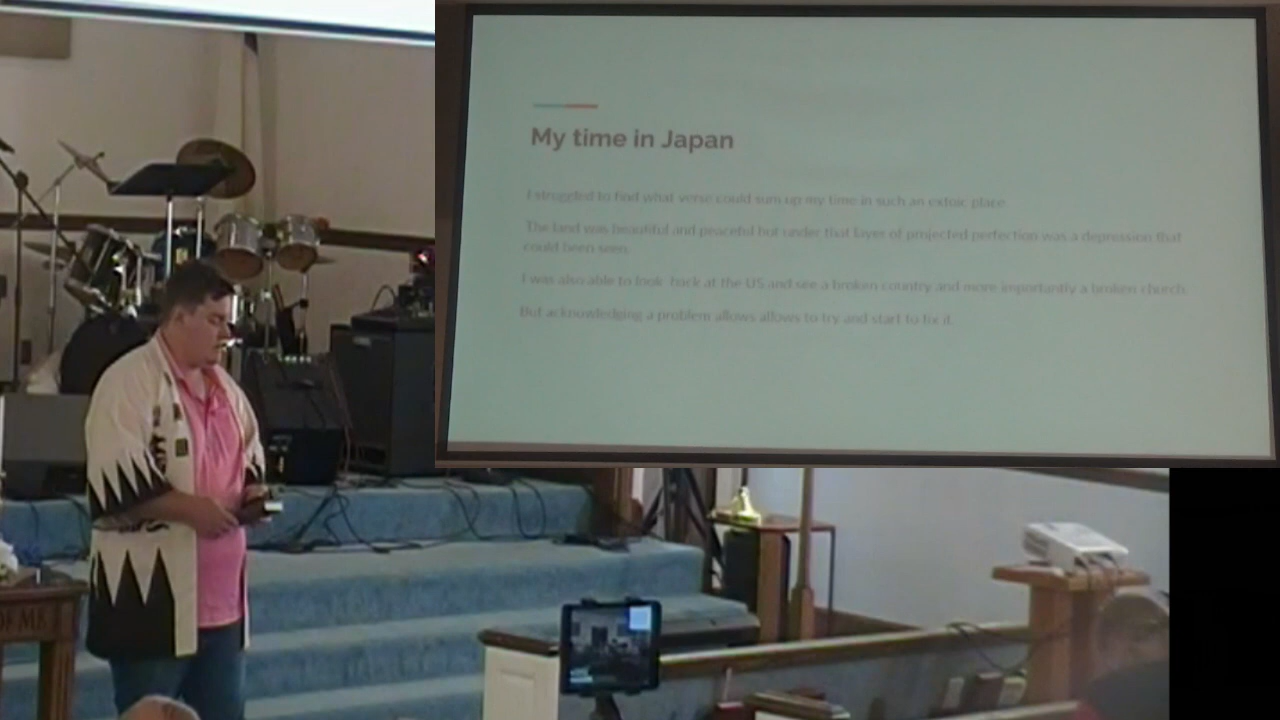 My time in Japan
I struggled to find what verse could sum up my time in such an extoic place
The land was beautiful and peaceful but under that layer of projected perfection was a depression that
could been seen
I was also able to look back at the US and see a broken country and more importantly a broken church.
But acknowledging a problem allows allows to try and start to fix it.
OF ME